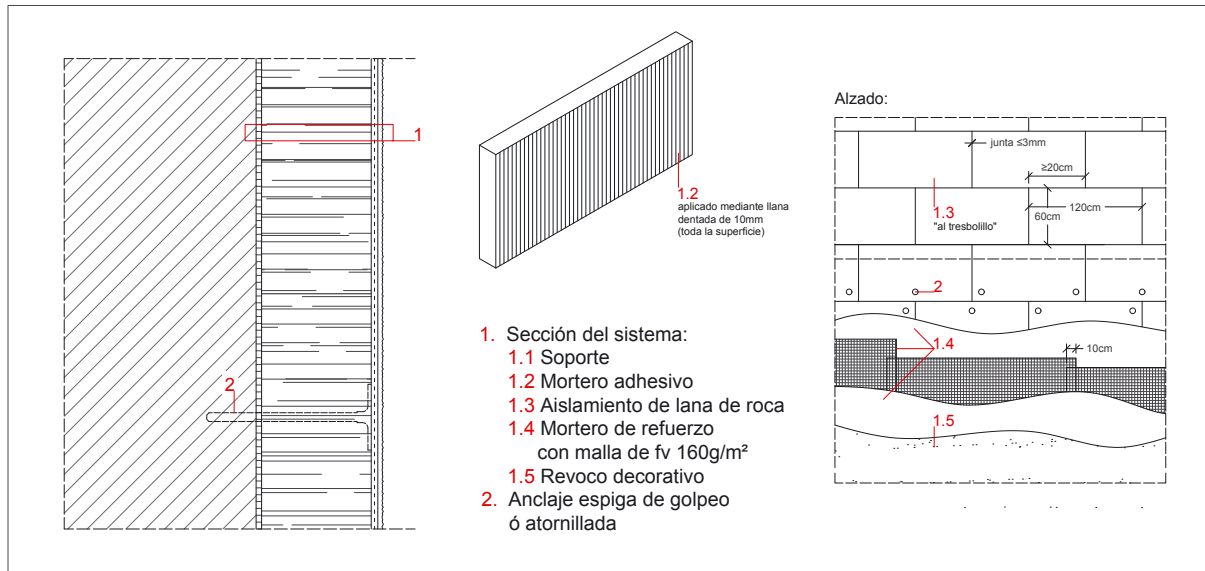 1
2
1.2
aplicado mediante llana
dentada de 10mm
(toda la superficie)
1. Sección del sistema:
1.1 Soporte
1.2 Mortero adhesivo
1.3 Aislamiento de lana de roca
1.4 Mortero de refuerzo
con malla de fv 160g/m²
1.5 Revoco decorativo
2. Anclaje espiga de golpeo
ó atornillada
Alzado:
junta ≤3mm
≥20cm
1.3
"al tresbolillo"
60cm
120cm
2
1.4
10cm
1.5